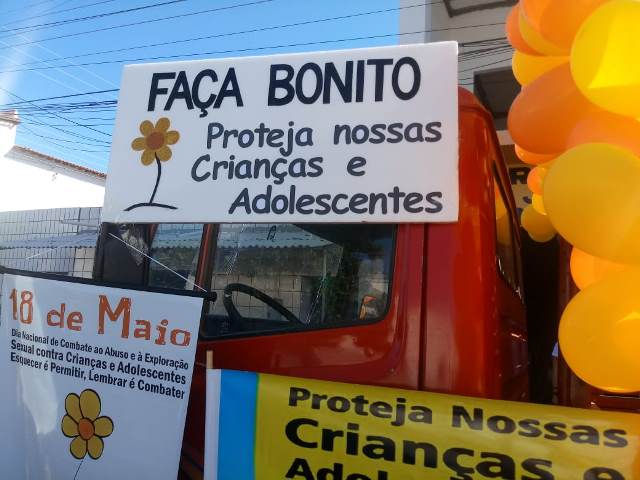 FAÇA BONITO
Proteja nossas
Crianças e
Adolescentes
18 de Maio
Dia Nacional de Combate ao Abuso e à Exploração
Sexual contra Crianças e Adolescentes
Esquecer é Permitir, Lembrar é Combater
Proteja Nossas
Crianças e